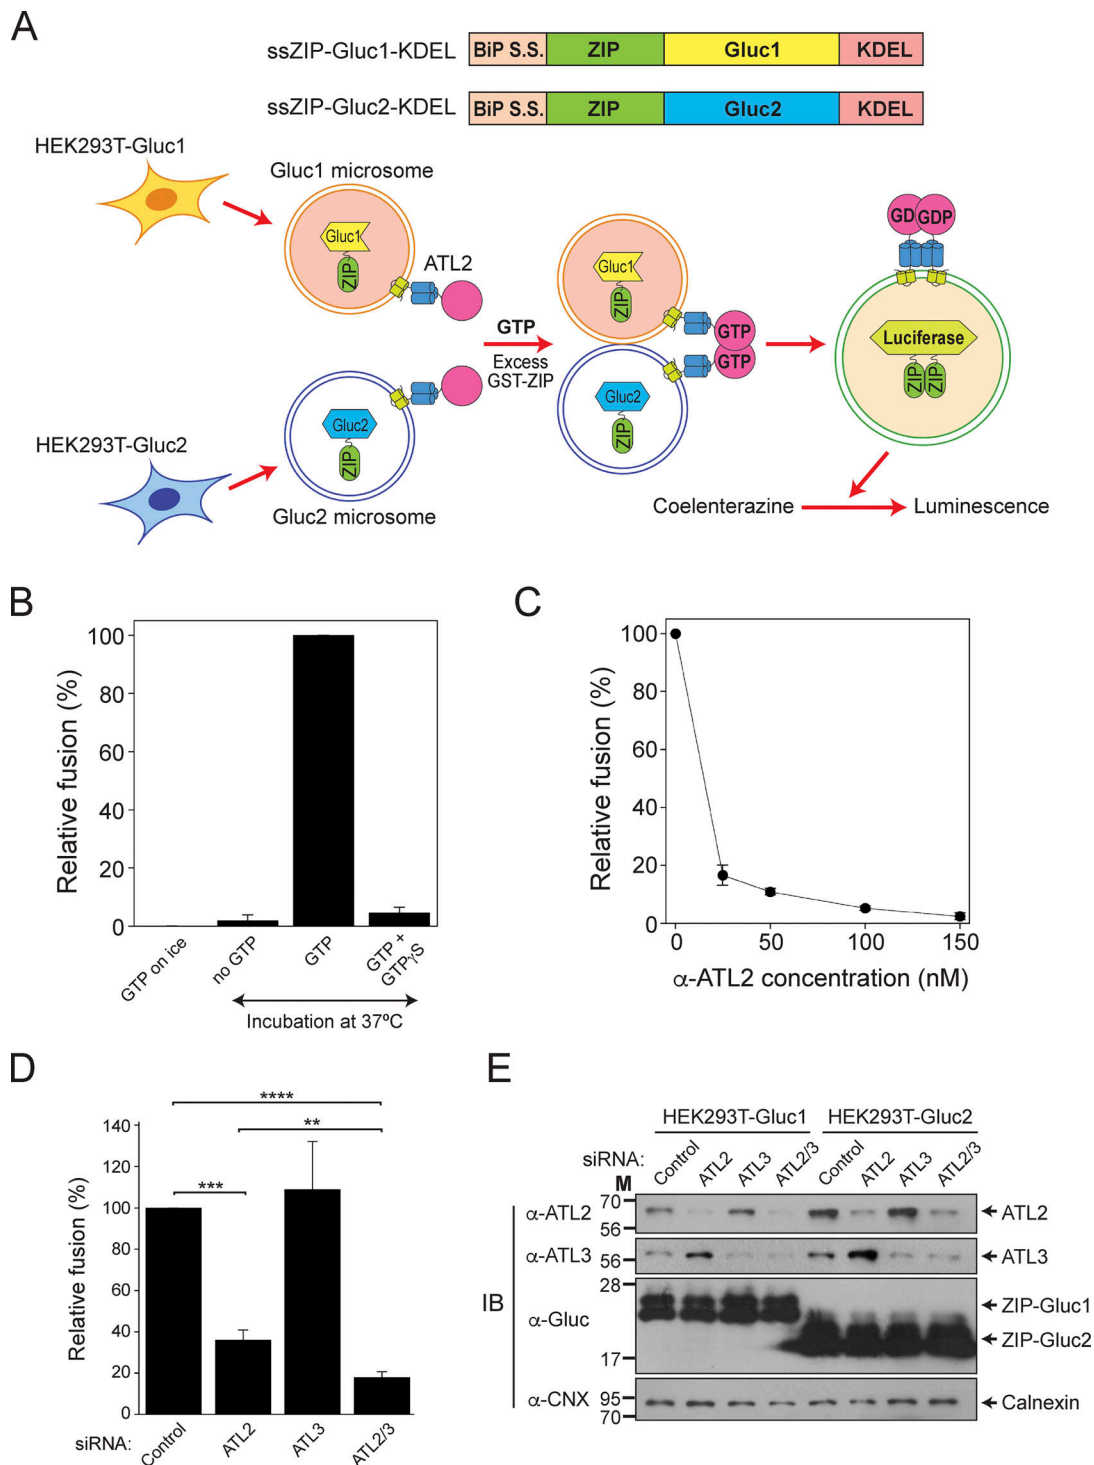 A
ssZIP-Gluc1-KDEL
BiP S.S. ZIP Gluc1 KDEL
ssZIP-Gluc2-KDEL
BiP S.S. ZIP Gluc2 KDEL
HEK293T-Gluc1
Gluc1 microsome
Gluc1
ZIP
ATL2
HEK293T-Gluc2
Gluc2
ZIP
Gluc2 microsome
GTP
Excess
GST-ZIP
Gluc1
ZIP
GTP
GTP
Gluc2
ZIP
GD GDP
Luciferase
ZIP ZIP
Coelenterazine
Luminescence
B
Relative fusion (%)
100
80
60
40
20
0
GTP on ice
no GTP
GTP
GTP +
GTPγS
Incubation at 37ºC
C
Relative fusion (%)
100
80
60
40
20
0
0 50 100 150
α-ATL2 concentration (nM)
D
Relative fusion (%)
140
120
100
80
60
40
20
0
****
**
***
siRNA:
Control
ATL2
ATL3
ATL2/3
E
HEK293T-Gluc1 HEK293T-Gluc2
siRNA:
Control ATL2 ATL3 ATL2/3 Control ATL2 ATL3 ATL2/3
M
IB
α-ATL2
70
56
ATL2
α-ATL3
56
ATL3
α-Gluc
28
17
ZIP-Gluc1
ZIP-Gluc2
α-CNX
95
70
Calnexin